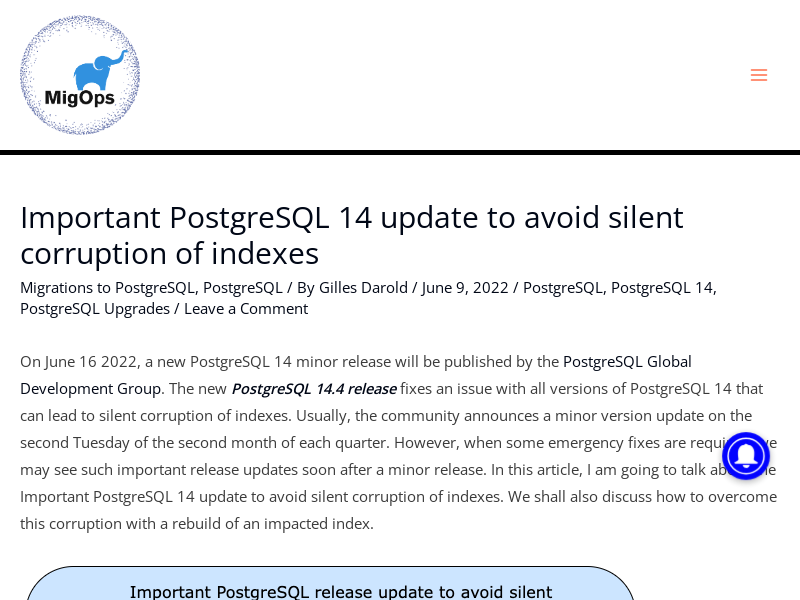 MigOps
Important PostgreSQL 14 update to avoid silent
corruption of indexes
Migrations to PostgreSQL, PostgreSQL / By Gilles Darold / June 9, 2022 / PostgreSQL, PostgreSQL 14,
PostgreSQL Upgrades / Leave a Comment
On June 16 2022, a new PostgreSQL 14 minor release will be published by the PostgreSQL Global
Development Group. The new PostgreSQL 14.4 release fixes an issue with all versions of PostgreSQL 14 that
can lead to silent corruption of indexes. Usually, the community announces a minor version update on the
second Tuesday of the second month of each quarter. However, when some emergency fixes are
may see such important release updates soon after a minor release. In this article, I am going to talk
Important PostgreSQL 14 update to avoid silent corruption of indexes. We shall also discuss how to overcome
this corruption with a rebuild of an impacted index.
Important PostgreSQL release update to avoid silent